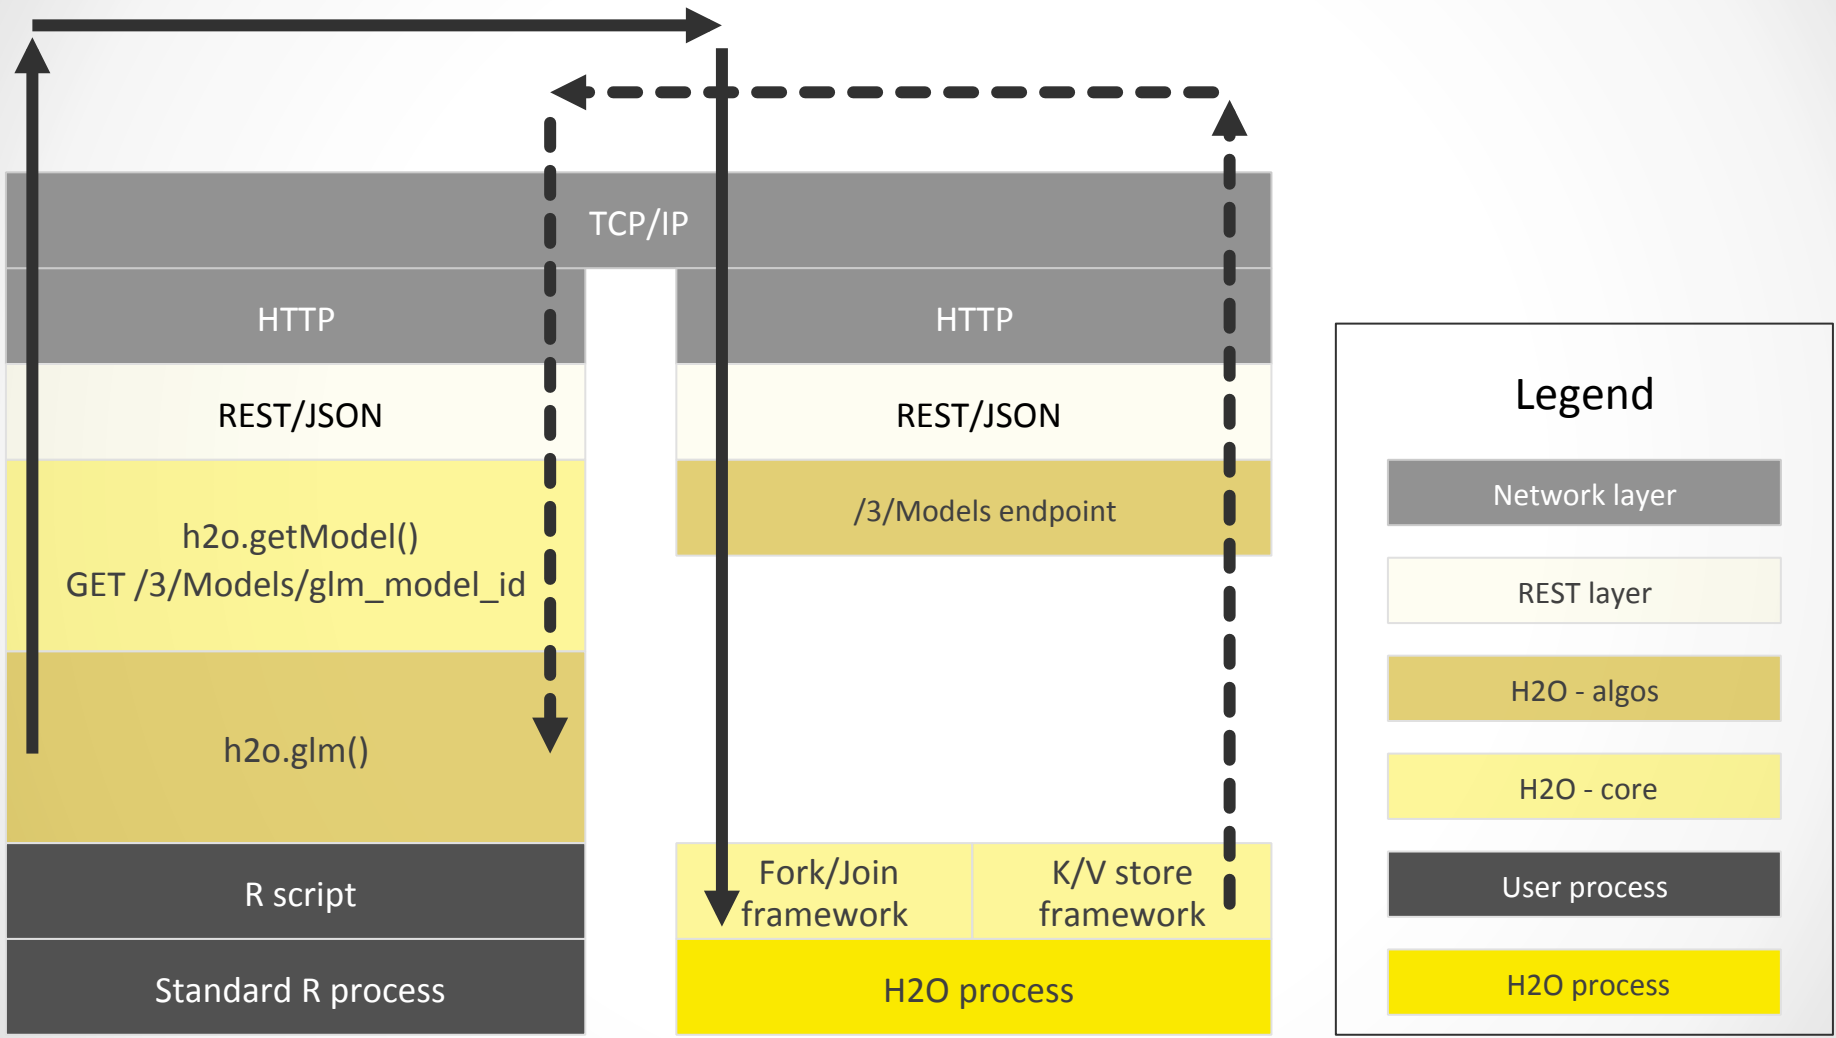 TCP/IP
HTTP
REST/JSON
h2o.getModel()
GET /3/Models/glm_model_id
h2o.glm()
R script
Standard R process
HTTP
REST/JSON
/3/Models endpoint
Fork/Join
framework
K/V store
framework
H2O process
Legend
Network layer
REST layer
H2O - algos
H2O - core
User process
H2O process